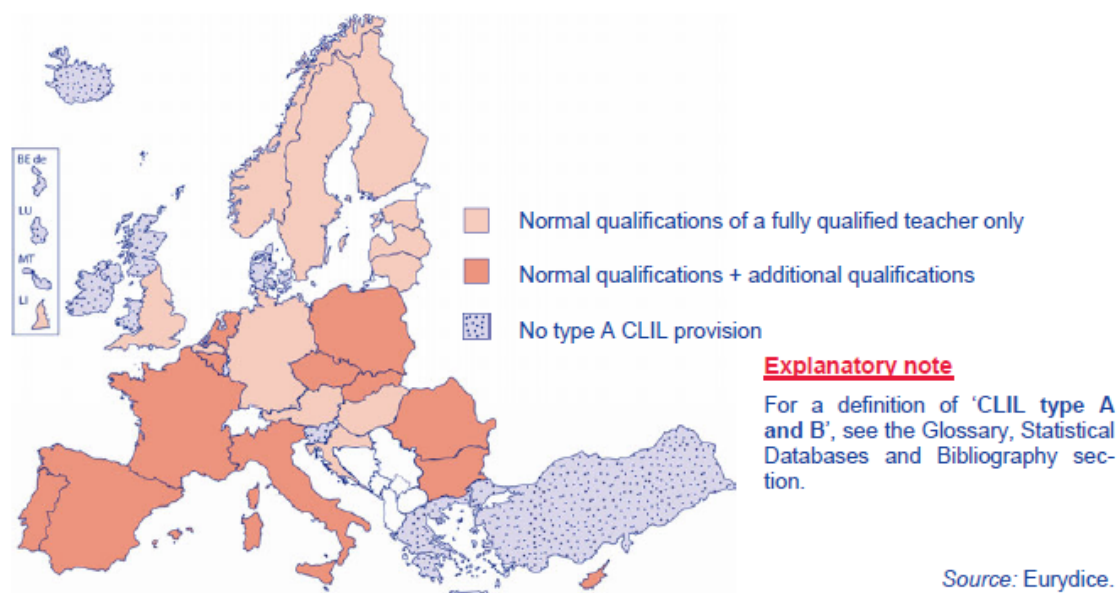 BE de
LU
MT
LI
Normal qualifications of a fully qualified teacher only
Normal qualifications + additional qualifications
No type A CLIL provision
Explanatory note
For a definition of ‘CLIL type A
and B’, see the Glossary, Statistical
Databases and Bibliography sec-
tion.
Source: Eurydice.